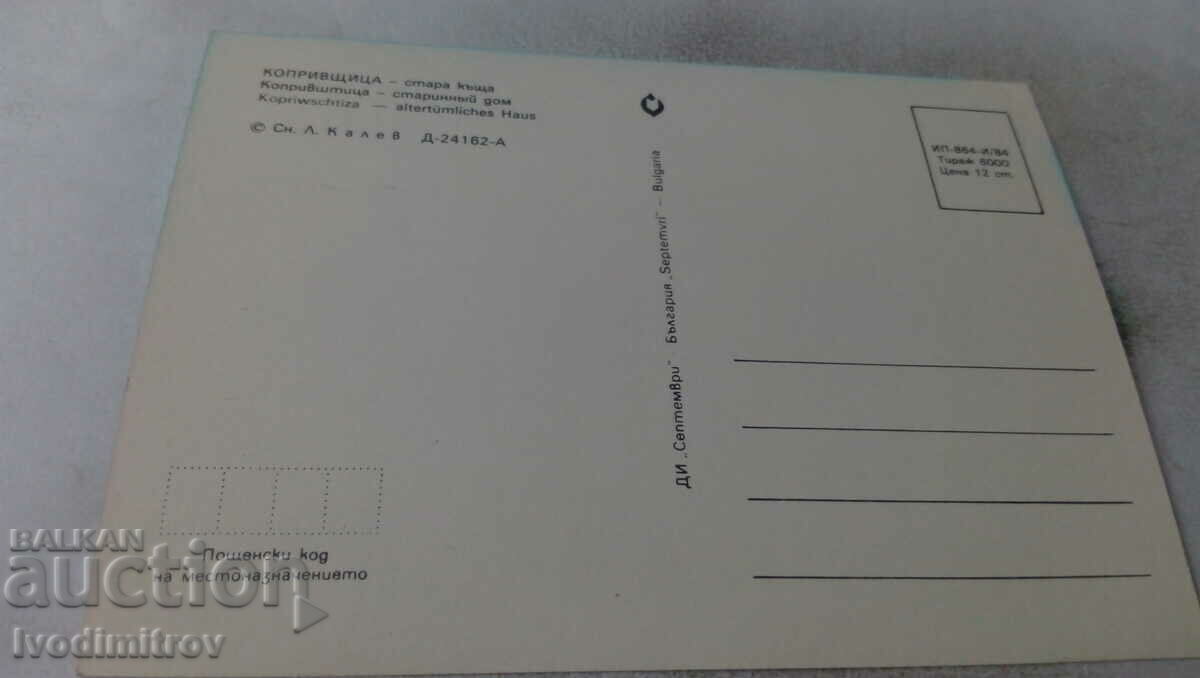 КОПРИВЩИЦА – стара къща
Копривштица – старинный дом
Kopriwschtiza — altertümliches Haus
© Сн. Л. Калев Д-24162-А
ИП-864-И/84
Тираж 6000
Цена 12 ст.
ДИ „Септември" България „Septemvri" – Bulgaria
Пощенски код
на местоназначението
BALKAN
auction
Ivodimitrov